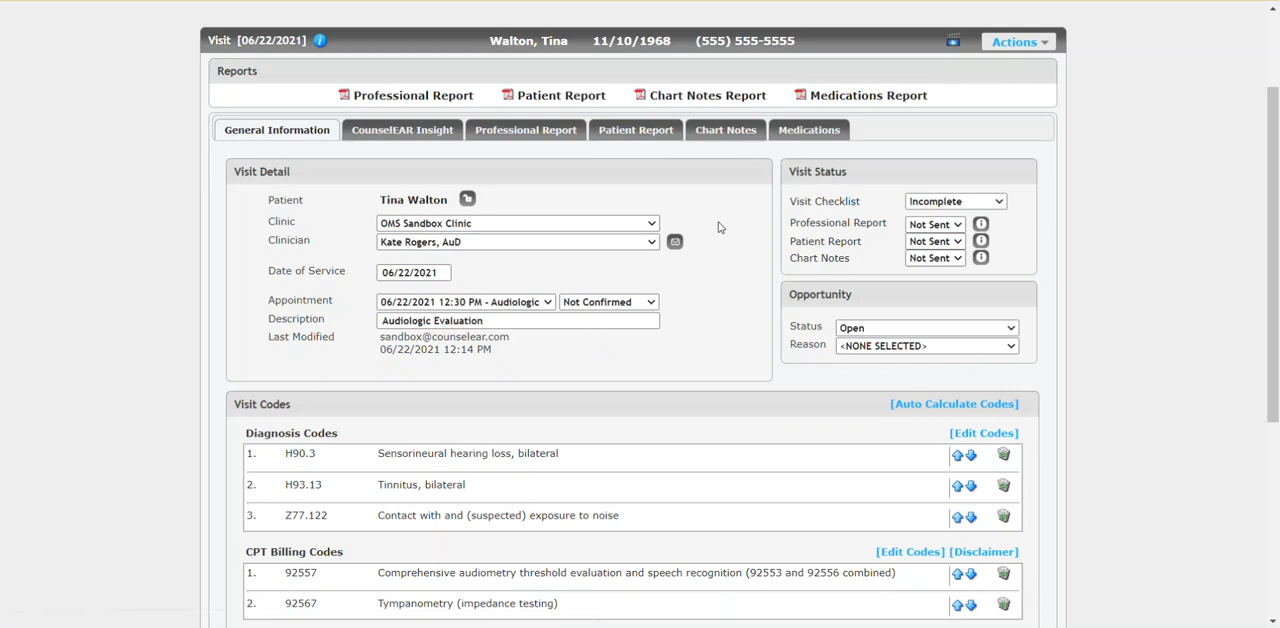 Visit [06/22/2021] Walton, Tina 11/10/1968 (555) 555-5555 Actions
Reports
Professional Report Patient Report Chart Notes Report Medications Report
General Information CounselEAR Insight Professional Report Patient Report Chart Notes Medications
Visit Detail
Patient Tina Walton
Clinic OMS Sandbox Clinic
Clinician Kate Rogers, AuD
Date of Service 06/22/2021
Appointment 06/22/2021 12:30 PM - Audiologic Not Confirmed
Description Audiologic Evaluation
Last Modified sandbox@counselear.com
06/22/2021 12:14 PM
Visit Status
Visit Checklist Incomplete
Professional Report Not Sent
Patient Report Not Sent
Chart Notes Not Sent
Opportunity
Status Open
Reason <NONE SELECTED>
Visit Codes [Auto Calculate Codes]
Diagnosis Codes [Edit Codes]
1. H90.3 Sensorineural hearing loss, bilateral
2. H93.13 Tinnitus, bilateral
3. Z77.122 Contact with and (suspected) exposure to noise
CPT Billing Codes [Edit Codes] [Disclaimer]
1. 92557 Comprehensive audiometry threshold evaluation and speech recognition (92553 and 92556 combined)
2. 92567 Tympanometry (impedance testing)